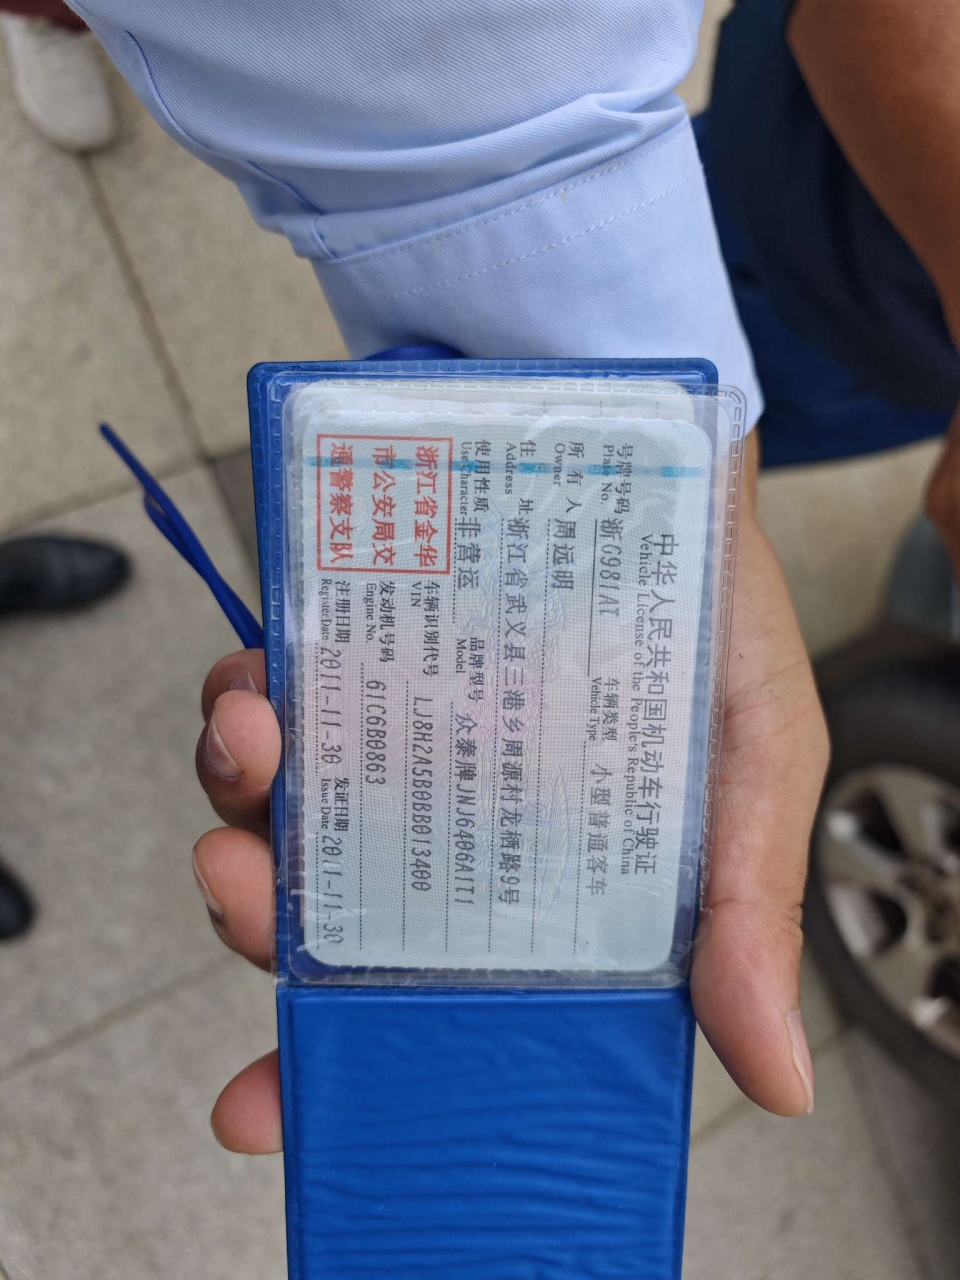 中华人民共和国机动车行驶证
Vehicle License of the People's Republic of China
号牌号码 浙G981AT 车辆类型 小型普通客车
Plate No. Vehicle Type
所有人 周远明
Owner
住址 浙江省武义县三港乡周源村龙栖路9号
Address
使用性质 非营运 品牌型号 众泰牌JNJ6406A1T1
Use Character Model
浙江省金华
市公安局交
通警察支队
车辆识别代号 LJ8H2A5B0BB013400
VIN
发动机号码 61C6B0863
Engine No.
注册日期 2011-11-30 发证日期 2011-11-30
Register Date Issue Date